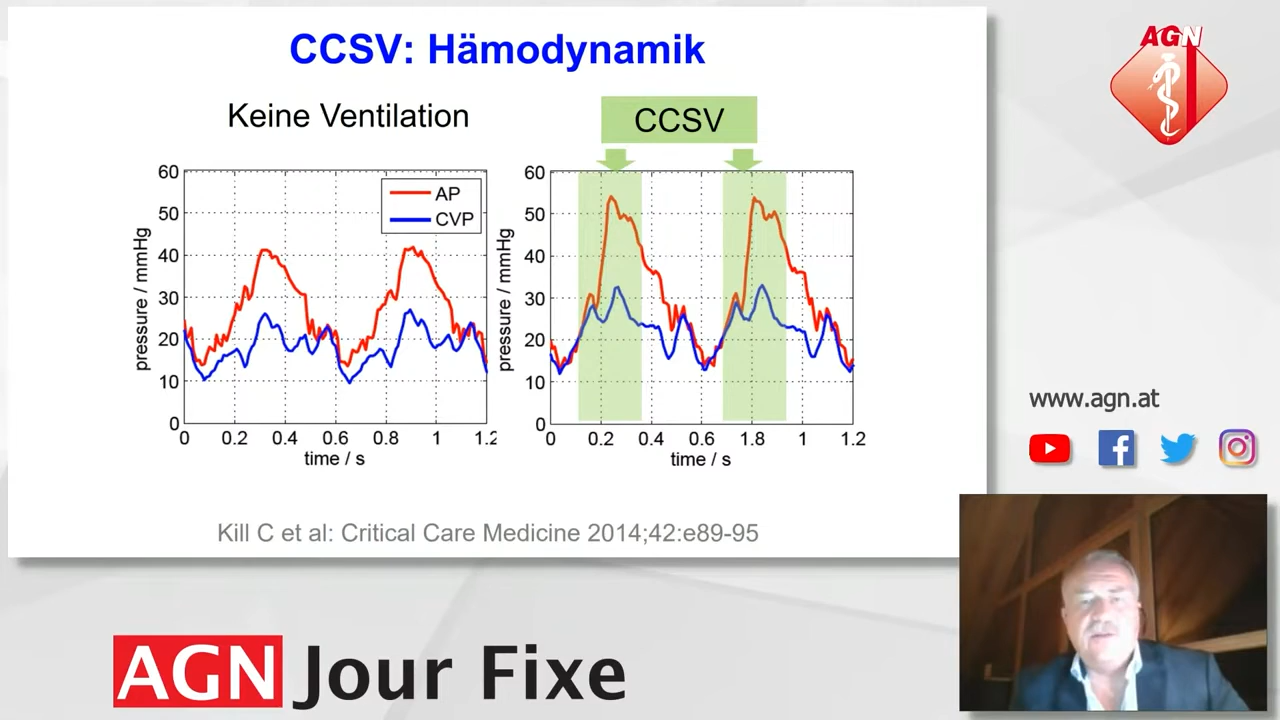 CCSV: Hämodynamik
Keine Ventilation
CCSV
60
50
40
30
20
10
0
pressure / mmHg
AP
CVP
0 0.2 0.4 0.6 0.8 1 1.2
time / s
60
50
40
30
20
10
0
pressure / mmHg
0 0.2 0.4 0.6 1.8 1 1.2
time / s
Kill C et al: Critical Care Medicine 2014;42:e89-95
AGN
www.agn.at
AGN Jour Fixe